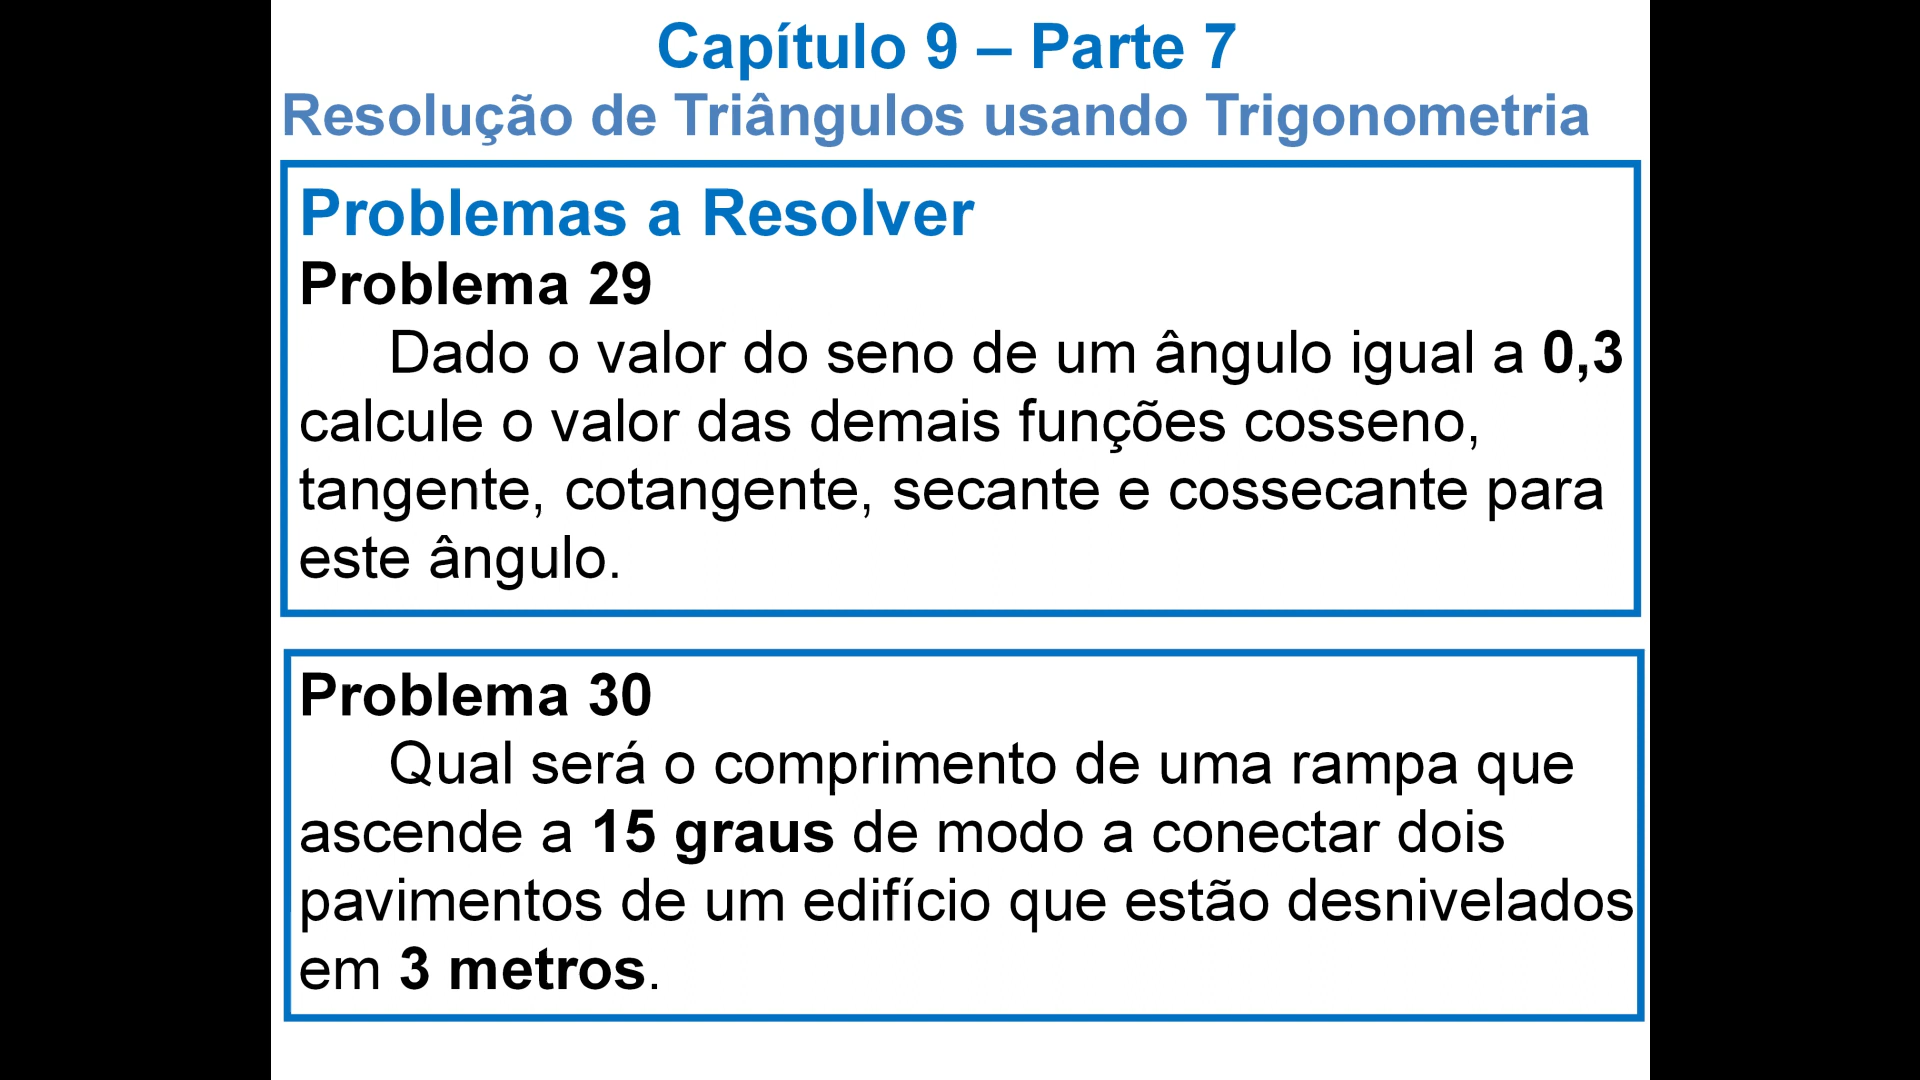 Capítulo 9 – Parte 7
Resolução de Triângulos usando Trigonometria
Problemas a Resolver
Problema 29
Dado o valor do seno de um ângulo igual a 0,3
calcule o valor das demais funções cosseno,
tangente, cotangente, secante e cossecante para
este ângulo.
Problema 30
Qual será o comprimento de uma rampa que
ascende a 15 graus de modo a conectar dois
pavimentos de um edifício que estão desnivelados
em 3 metros.